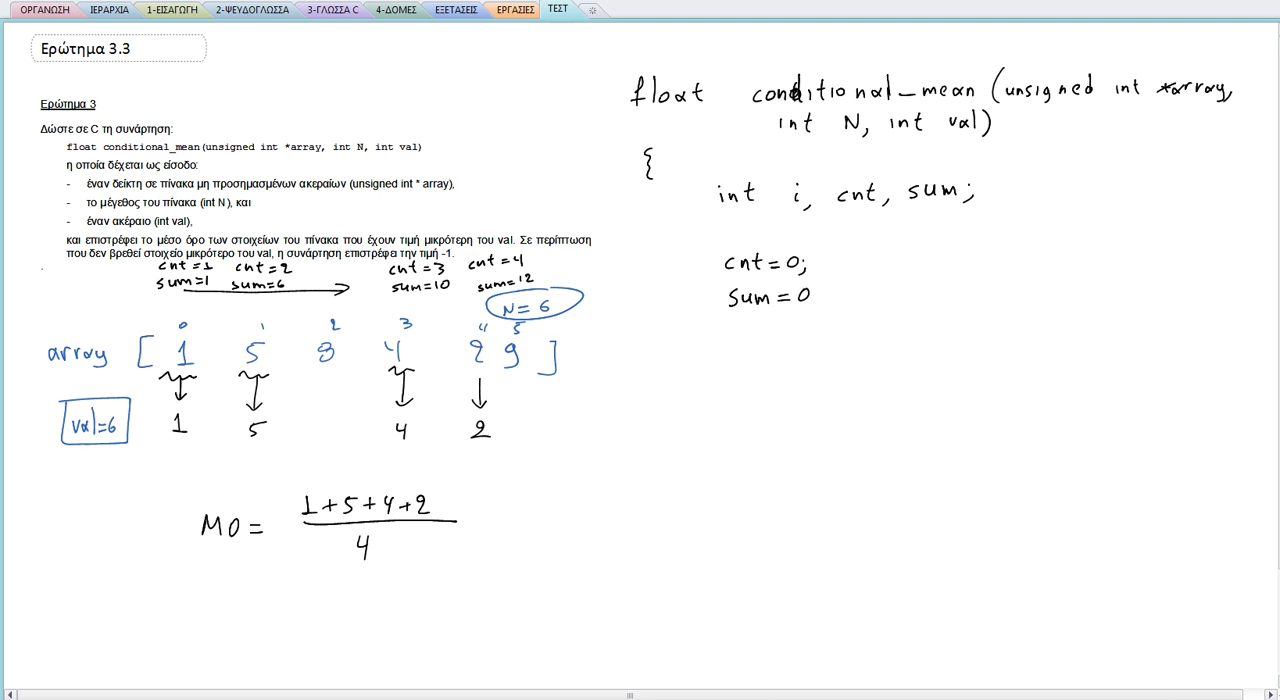 ΟΡΓΑΝΩΣΗ ΙΕΡΑΡΧΙΑ 1-ΕΙΣΑΓΩΓΗ 2-ΨΕΥΔΟΓΛΩΣΣΑ 3-ΓΛΩΣΣΑ C 4-ΔΟΜΕΣ ΕΞΕΤΑΣΕΙΣ ΕΡΓΑΣΙΕΣ ΤΕΣΤ
Ερώτημα 3.3
Ερώτημα 3
Δώστε σε C τη συνάρτηση:
float conditional_mean(unsigned int *array, int N, int val)
η οποία δέχεται ως είσοδο:
- έναν δείκτη σε πίνακα μη προσημασμένων ακεραίων (unsigned int * array),
- το μέγεθος του πίνακα (int N), και
- έναν ακέραιο (int val),
και επιστρέφει το μέσο όρο των στοιχείων του πίνακα που έχουν τιμή μικρότερη του val. Σε περίπτωση
που δεν βρεθεί στοιχείο μικρότερο του val, η συνάρτηση επιστρέφει την τιμή -1.
cnt=1 cnt=2 cnt=3 cnt=4
sum=1 sum=6 sum=10 sum=12
N=6
0 1 2 3 4 5
array [ 1 5 8 4 2 9 ]
val=6 1 5 4 2
ΜΟ = 1+5+4+2
4
float conditional_mean (unsigned int *array,
int N, int val)
{
int i, cnt, sum;
cnt=0;
sum=0